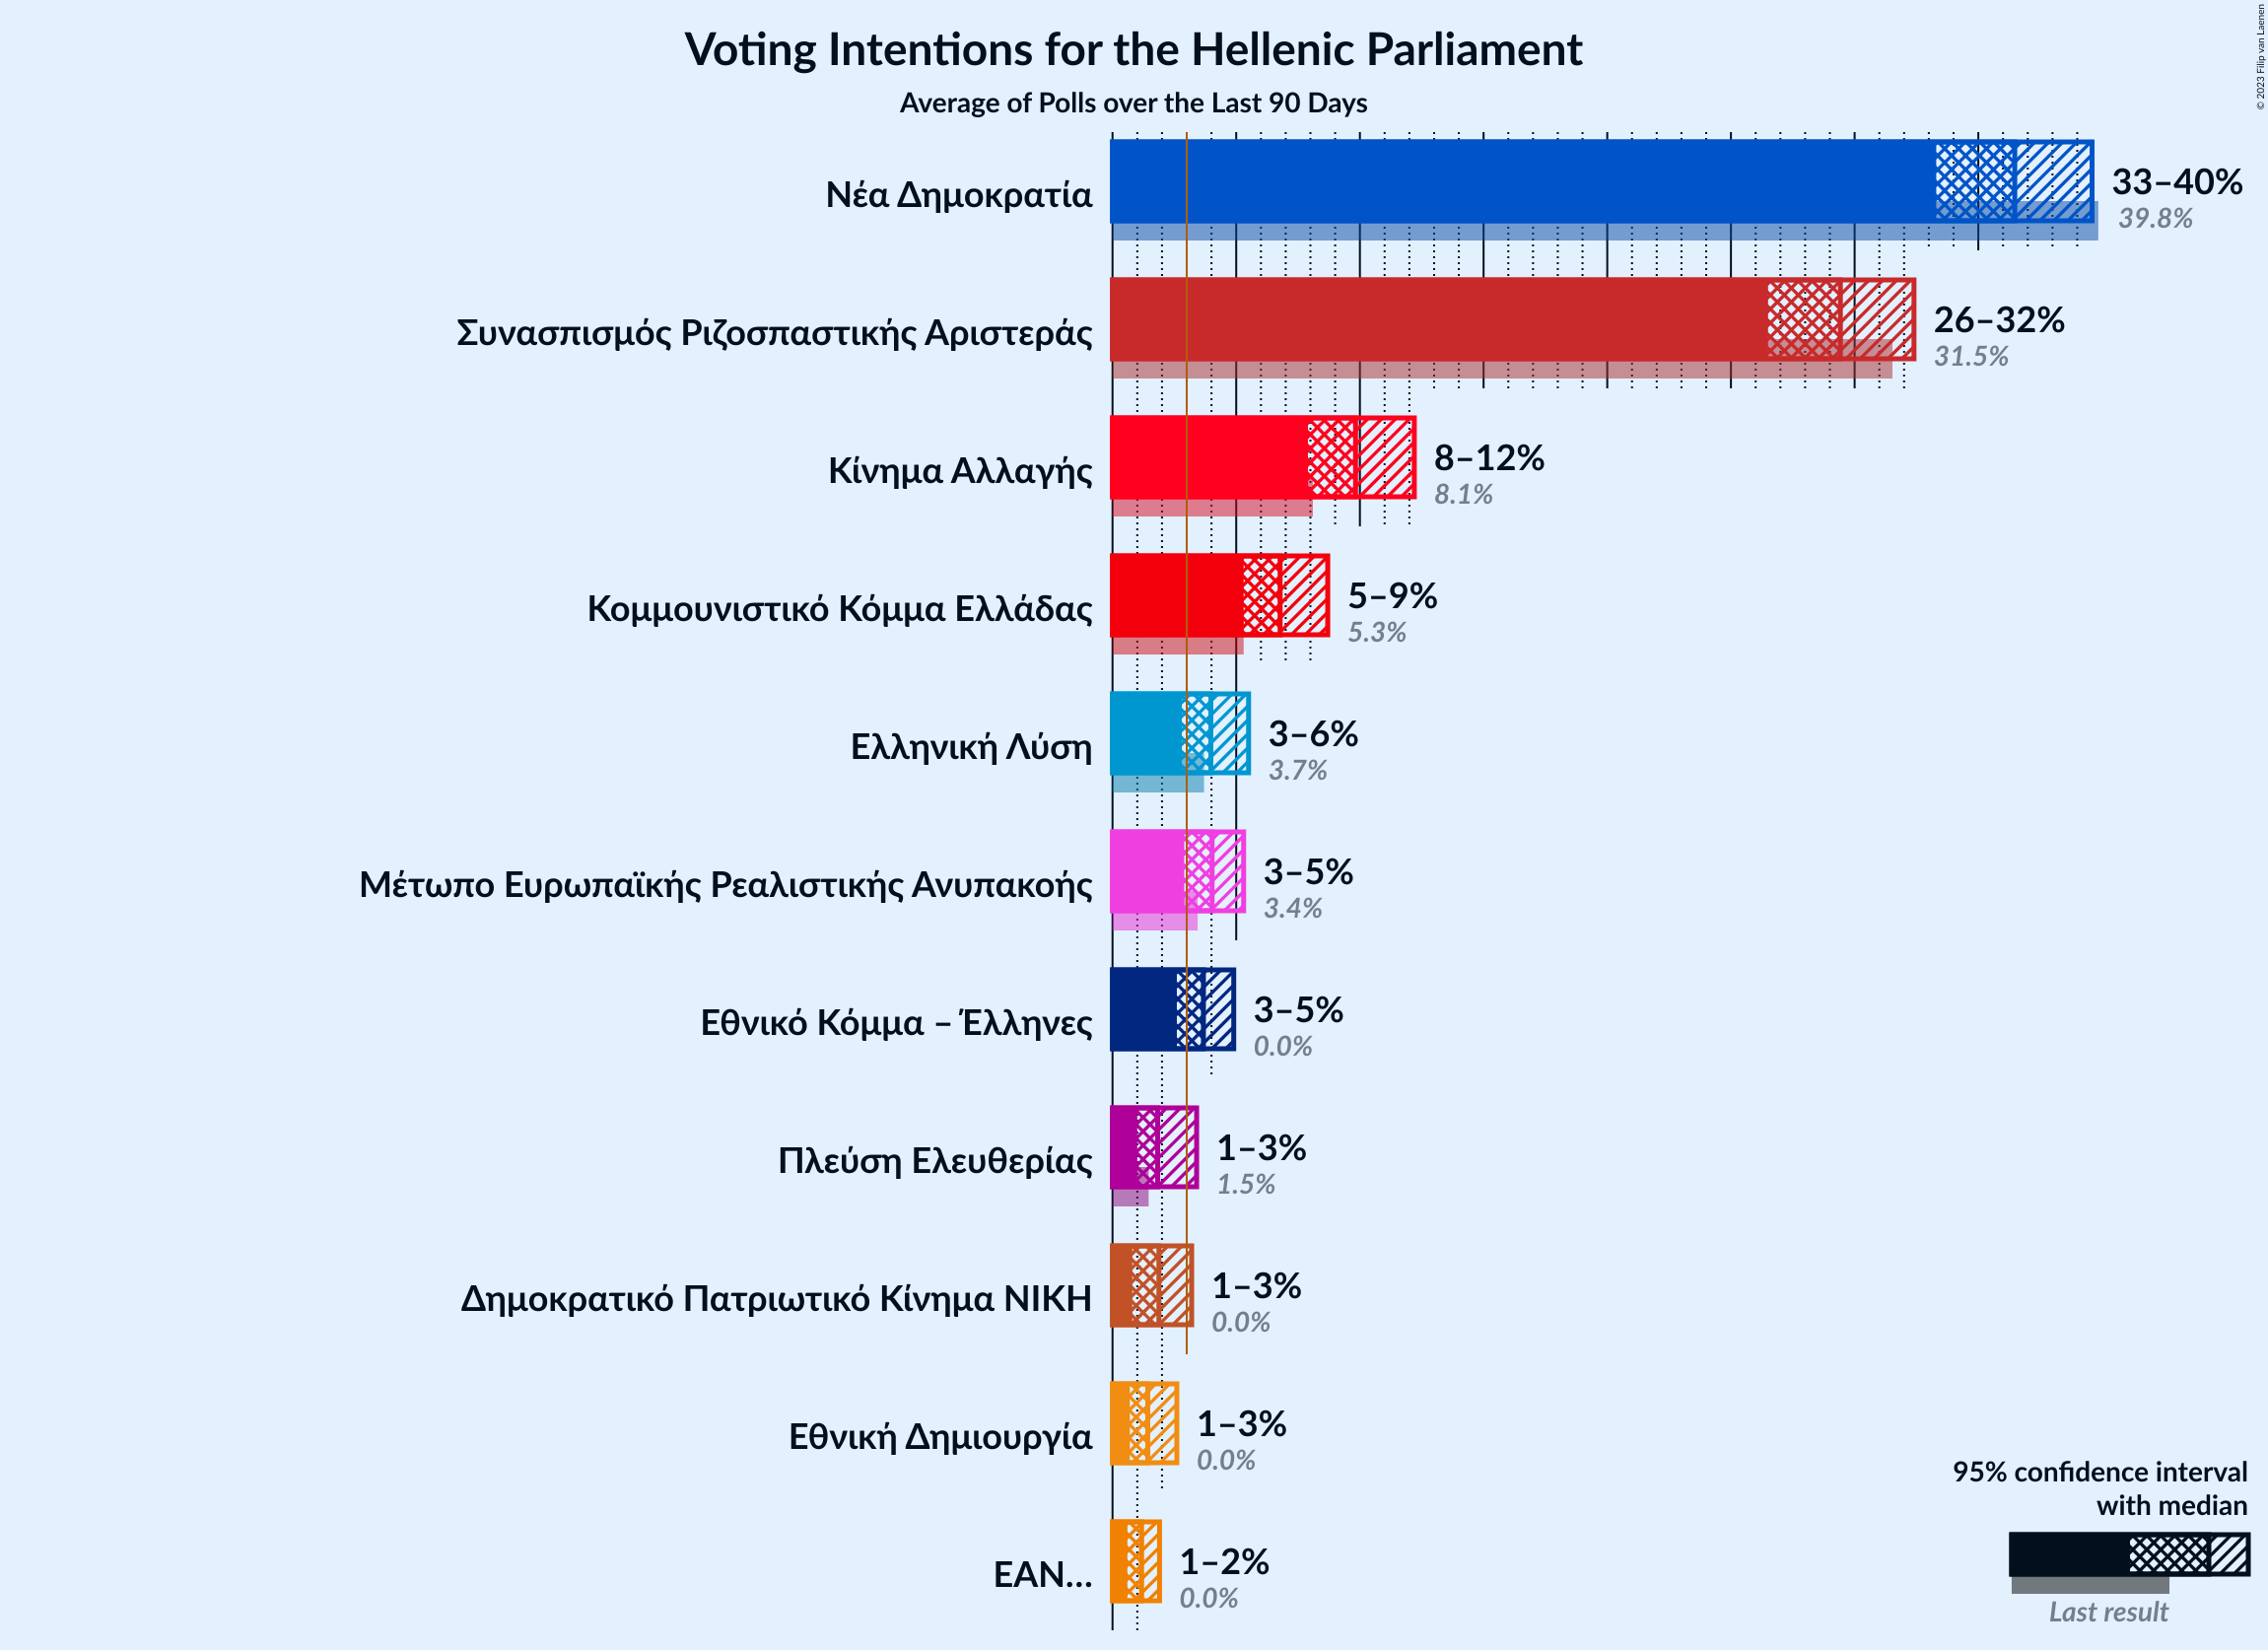 Voting Intentions for the Hellenic Parliament
Average of Polls over the Last 90 Days
© 2023 Filip van Laenen
Νέα Δημοκρατία
33–40%
39.8%
Συνασπισμός Ριζοσπαστικής Αριστεράς
26–32%
31.5%
Κίνημα Αλλαγής
8–12%
8.1%
Κομμουνιστικό Κόμμα Ελλάδας
5–9%
5.3%
Ελληνική Λύση
3–6%
3.7%
Μέτωπο Ευρωπαϊκής Ρεαλιστικής Ανυπακοής
3–5%
3.4%
Εθνικό Κόμμα – Έλληνες
3–5%
0.0%
Πλεύση Ελευθερίας
1–3%
1.5%
Δημοκρατικό Πατριωτικό Κίνημα ΝΙΚΗ
1–3%
0.0%
Εθνική Δημιουργία
1–3%
0.0%
ΕΑΝ…
1–2%
0.0%
95% confidence interval
with median
Last result